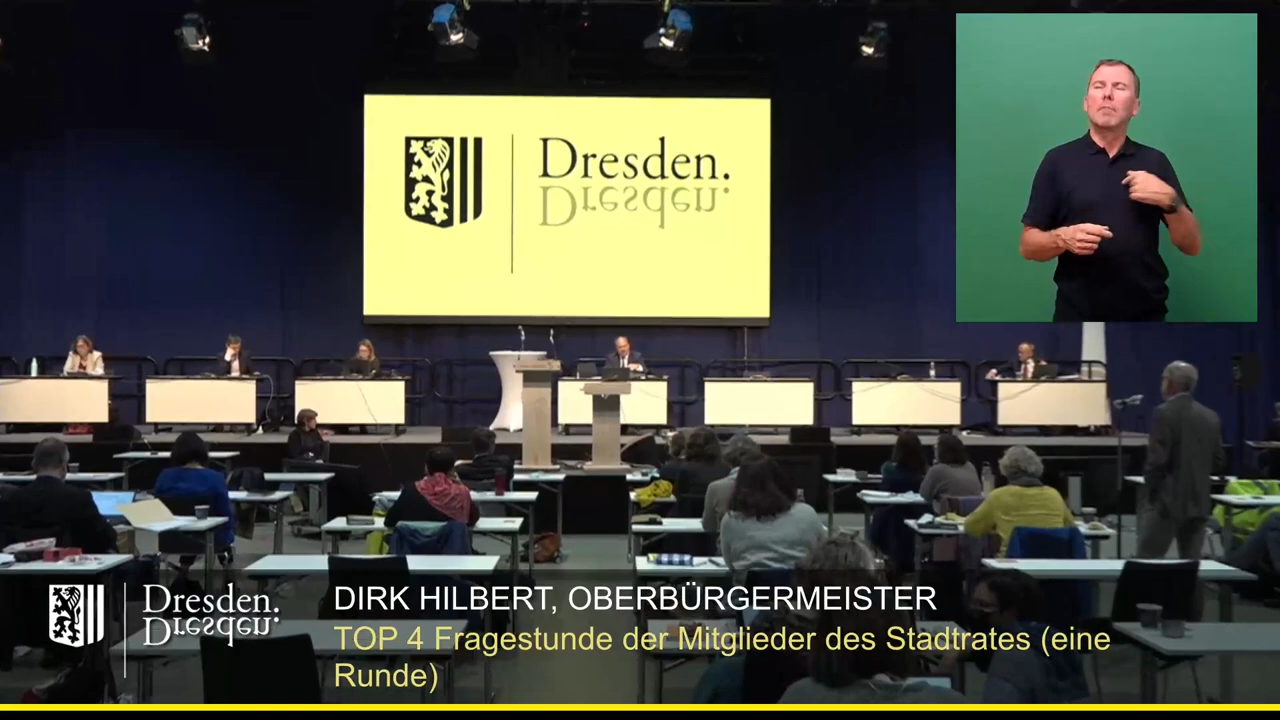 Dresden.
Dresden.
DIRK HILBERT, OBERBÜRGERMEISTER
Dresden.
Dresden.
TOP 4 Fragestunde der Mitglieder des Stadtrates (eine
Runde)